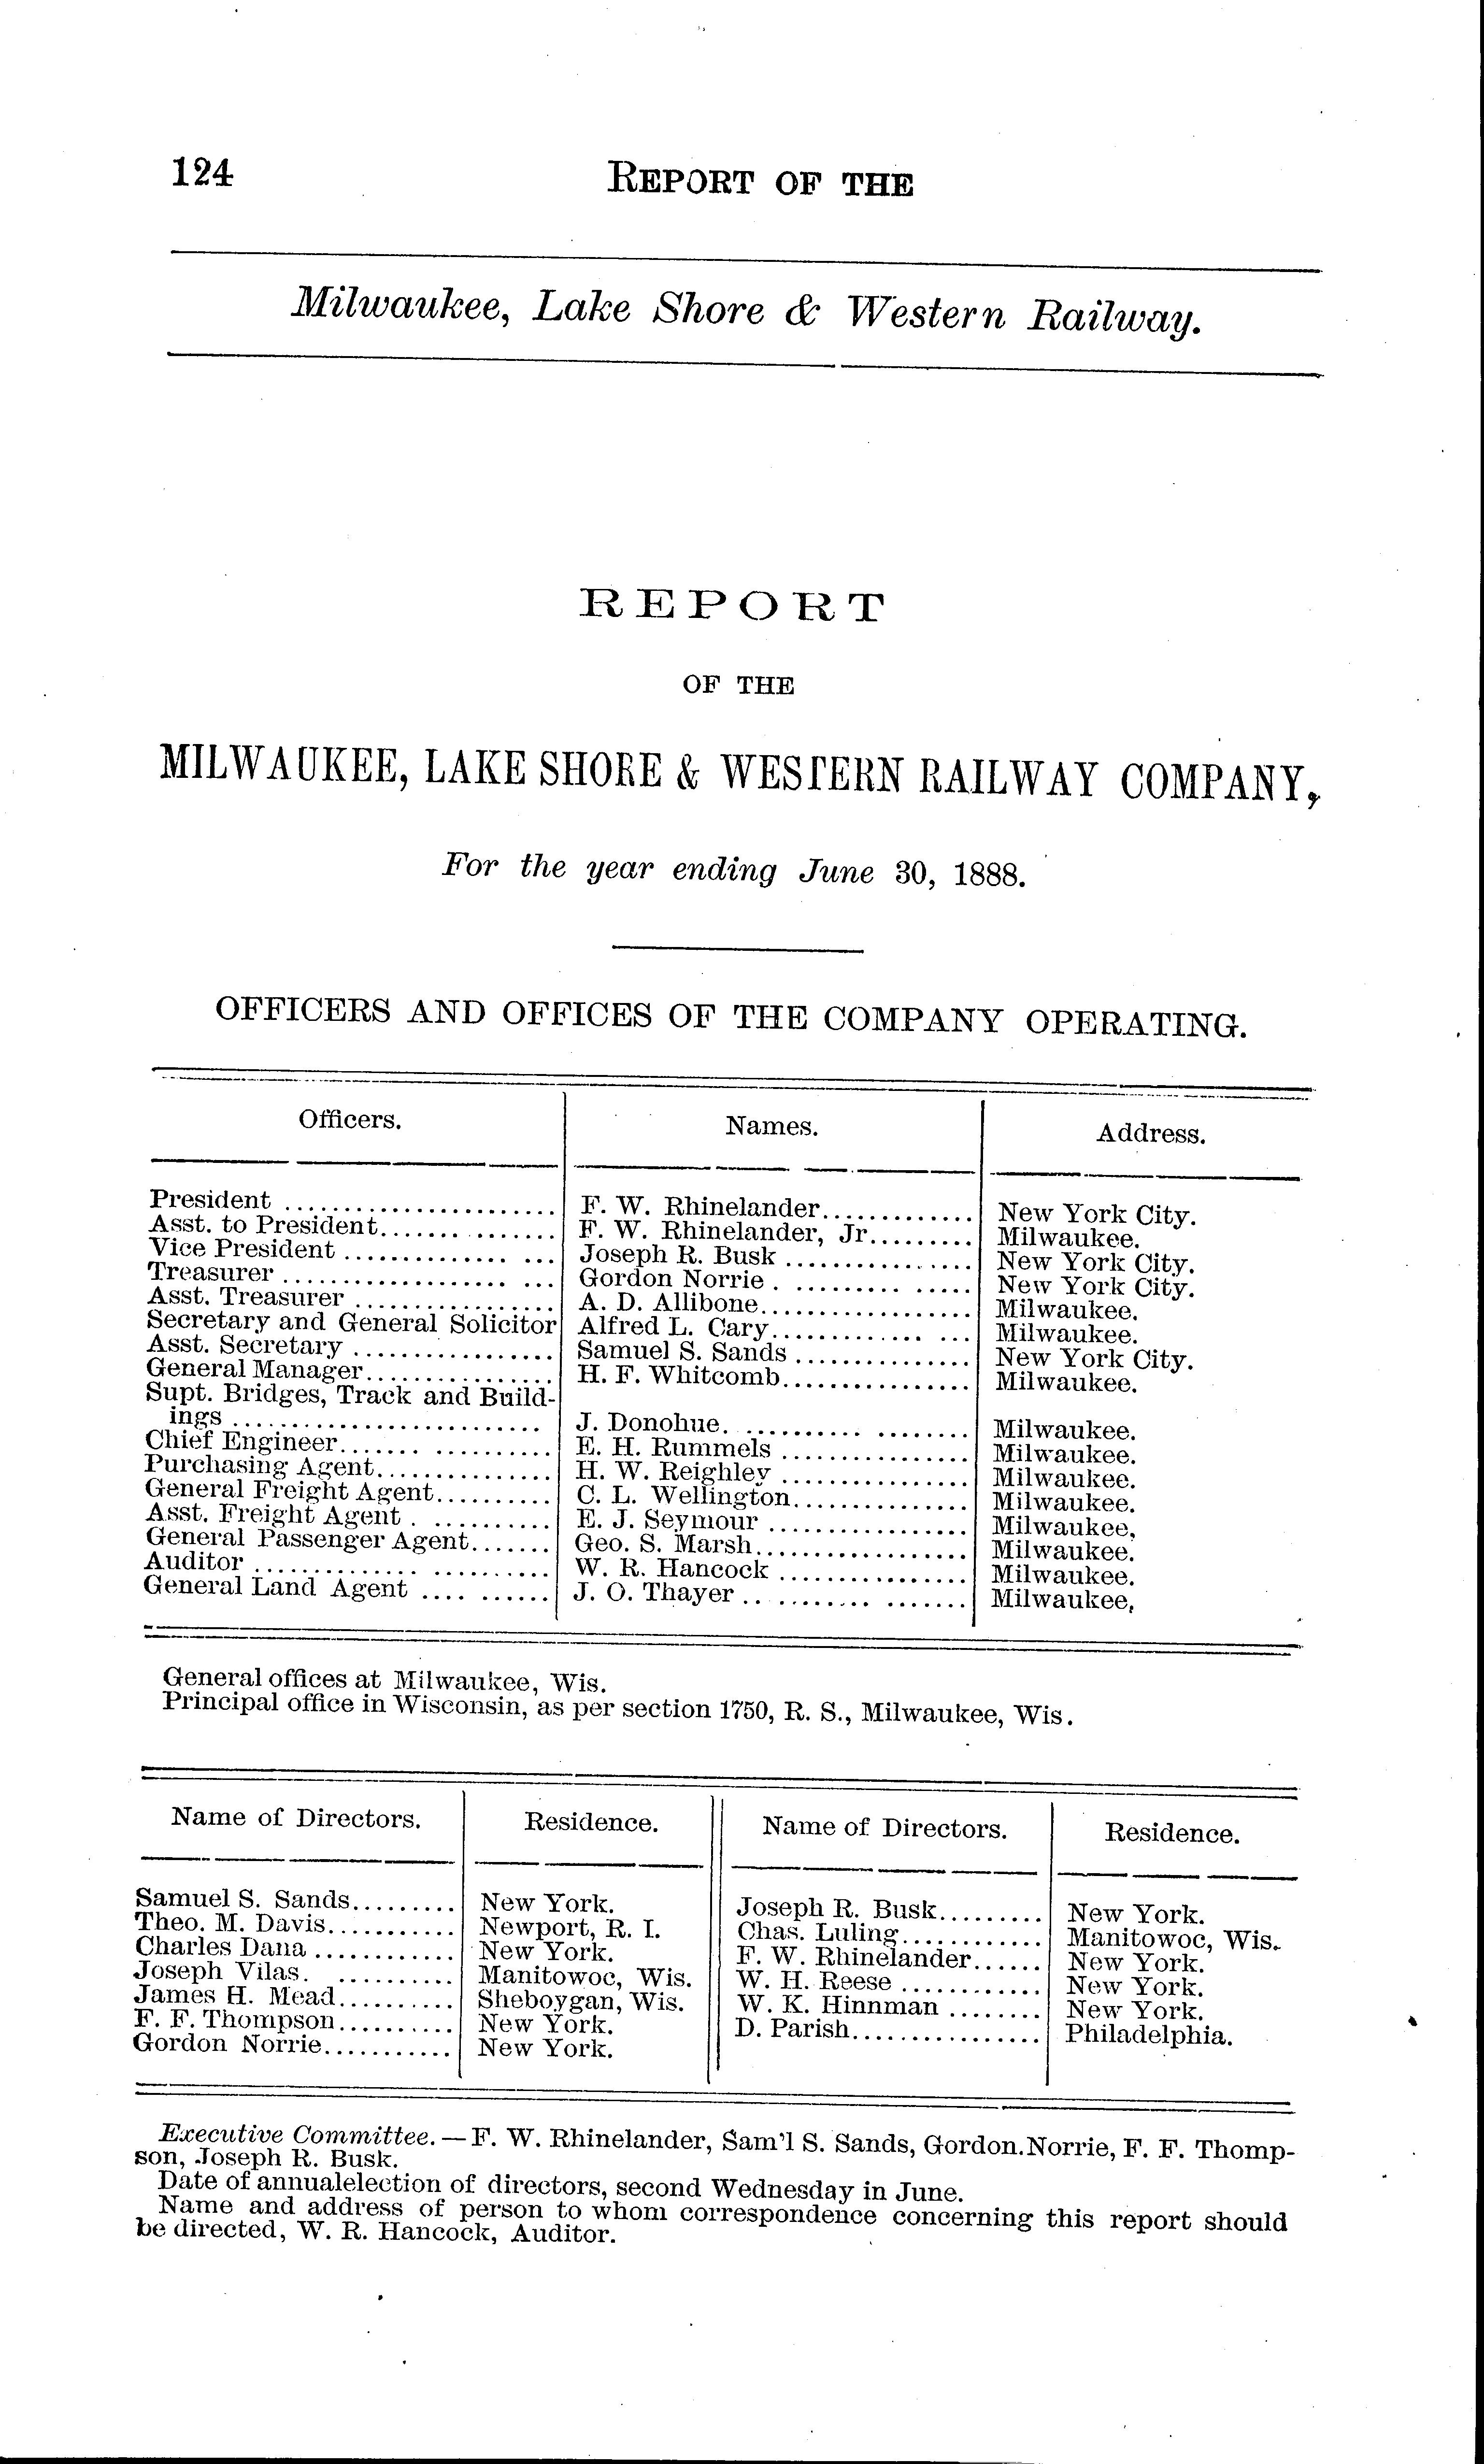 124 REPORT OF THE
Milwaukee, Lake Shore & Western Railway.
REPORT
OF THE
MILWAUKEE, LAKE SHORE & WESTERN RAILWAY COMPANY,
For the year ending June 30, 1888.
OFFICERS AND OFFICES OF THE COMPANY OPERATING.
Officers. Names. Address.
President ........................ F. W. Rhinelander............. New York City.
Asst. to President............... F. W. Rhinelander, Jr......... Milwaukee.
Vice President .............. ... Joseph R. Busk ................ New York City.
Treasurer ................... ... Gordon Norrie . ......... ..... New York City.
Asst. Treasurer ................. A. D. Allibone.................. Milwaukee.
Secretary and General Solicitor Alfred L. Cary............. ... Milwaukee.
Asst. Secretary ................. Samuel S. Sands ............... New York City.
General Manager................ H. F. Whitcomb................ Milwaukee.
Supt. Bridges, Track and Build-
ings .......................... J. Donohue. ........... ........ Milwaukee.
Chief Engineer....... .......... E. H. Rummels ................ Milwaukee.
Purchasing Agent............... H. W. Reighley ................ Milwaukee.
General Freight Agent.......... C. L. Wellington............... Milwaukee.
Asst. Freight Agent . .......... E. J. Seymour ................. Milwaukee,
General Passenger Agent....... Geo. S. Marsh.................. Milwaukee.
Auditor ............. .......... W. R. Hancock ................ Milwaukee.
General Land Agent .... ...... J. O. Thayer .. .......... ....... Milwaukee,
General offices at Milwaukee, Wis.
Principal office in Wisconsin, as per section 1750, R. S., Milwaukee, Wis.
Name of Directors. Residence. Name of Directors. Residence.
Samuel S. Sands......... New York. Joseph R. Busk......... New York.
Theo. M. Davis........... Newport, R. I. Chas. Luling............ Manitowoc, Wis.
Charles Dana ............ New York. F. W. Rhinelander...... New York.
Joseph Vilas. .......... Manitowoc, Wis. W. H. Reese ............ New York.
James H. Mead.......... Sheboygan, Wis. W. K. Hinnman ........ New York.
F. F. Thompson.......... New York. D. Parish................ Philadelphia.
Gordon Norrie........... New York.
Executive Committee. — F. W. Rhinelander, Sam'l S. Sands, Gordon.Norrie, F. F. Thomp-
son, Joseph R. Busk.
Date of annualelection of directors, second Wednesday in June.
Name and address of person to whom correspondence concerning this report should
be directed, W. R. Hancock, Auditor.